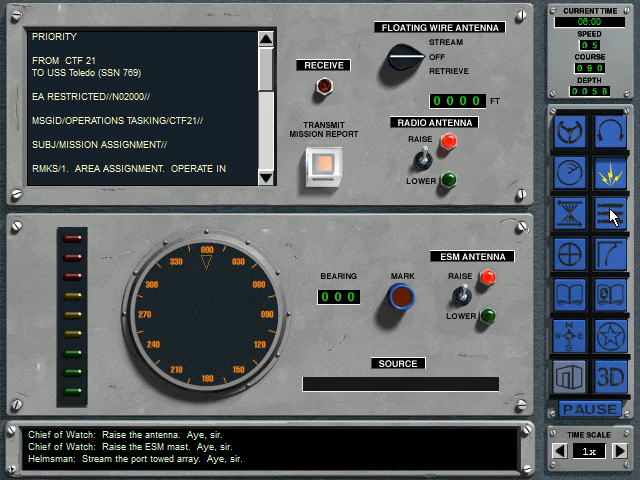 PRIORITY
FROM  CTF 21
TO USS Toledo (SSN 769)
EA RESTRICTED//N02000//
MSGID/OPERATIONS TASKING/CTF21//
SUBJ/MISSION ASSIGNMENT//
RMKS/1.  AREA ASSIGNMENT.  OPERATE IN
RECEIVE
TRANSMIT
MISSION REPORT
FLOATING WIRE ANTENNA
STREAM
OFF
RETRIEVE
0000 FT
RADIO ANTENNA
RAISE
LOWER
CURRENT TIME
06:00
SPEED
05
COURSE
090
DEPTH
0058
000
030
060
090
120
150
180
210
240
270
300
330
BEARING
000
MARK
ESM ANTENNA
RAISE
LOWER
SOURCE
N
W E
S
3D
PAUSE
TIME SCALE
1x
Chief of Watch:  Raise the antenna.  Aye, sir.
Chief of Watch:  Raise the ESM mast.  Aye, sir.
Helmsman:  Stream the port towed array.  Aye, sir.